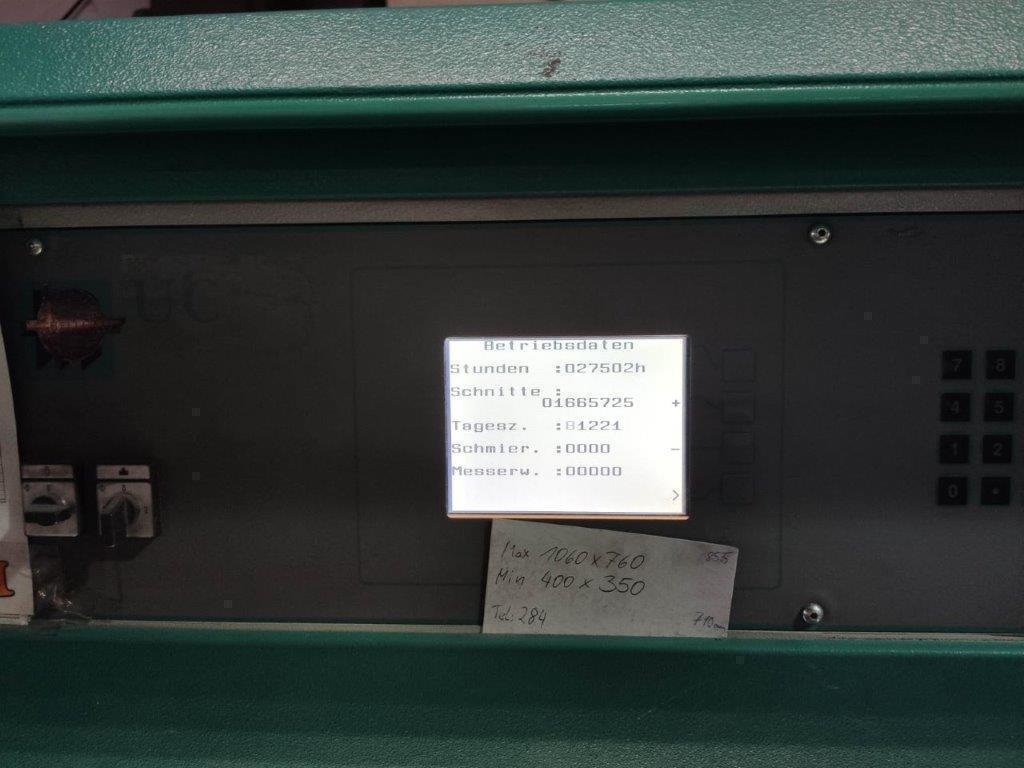 UC
Betriebsdaten
Stunden :027502h
Schnitte :
01665725 +
Tagesz. :81221
Schmier. :0000 -
Messerw. :00000
>
7 8
4 5
1 2
0 •
Max 1060 x 760
Min 400 x 350
Tel: 284